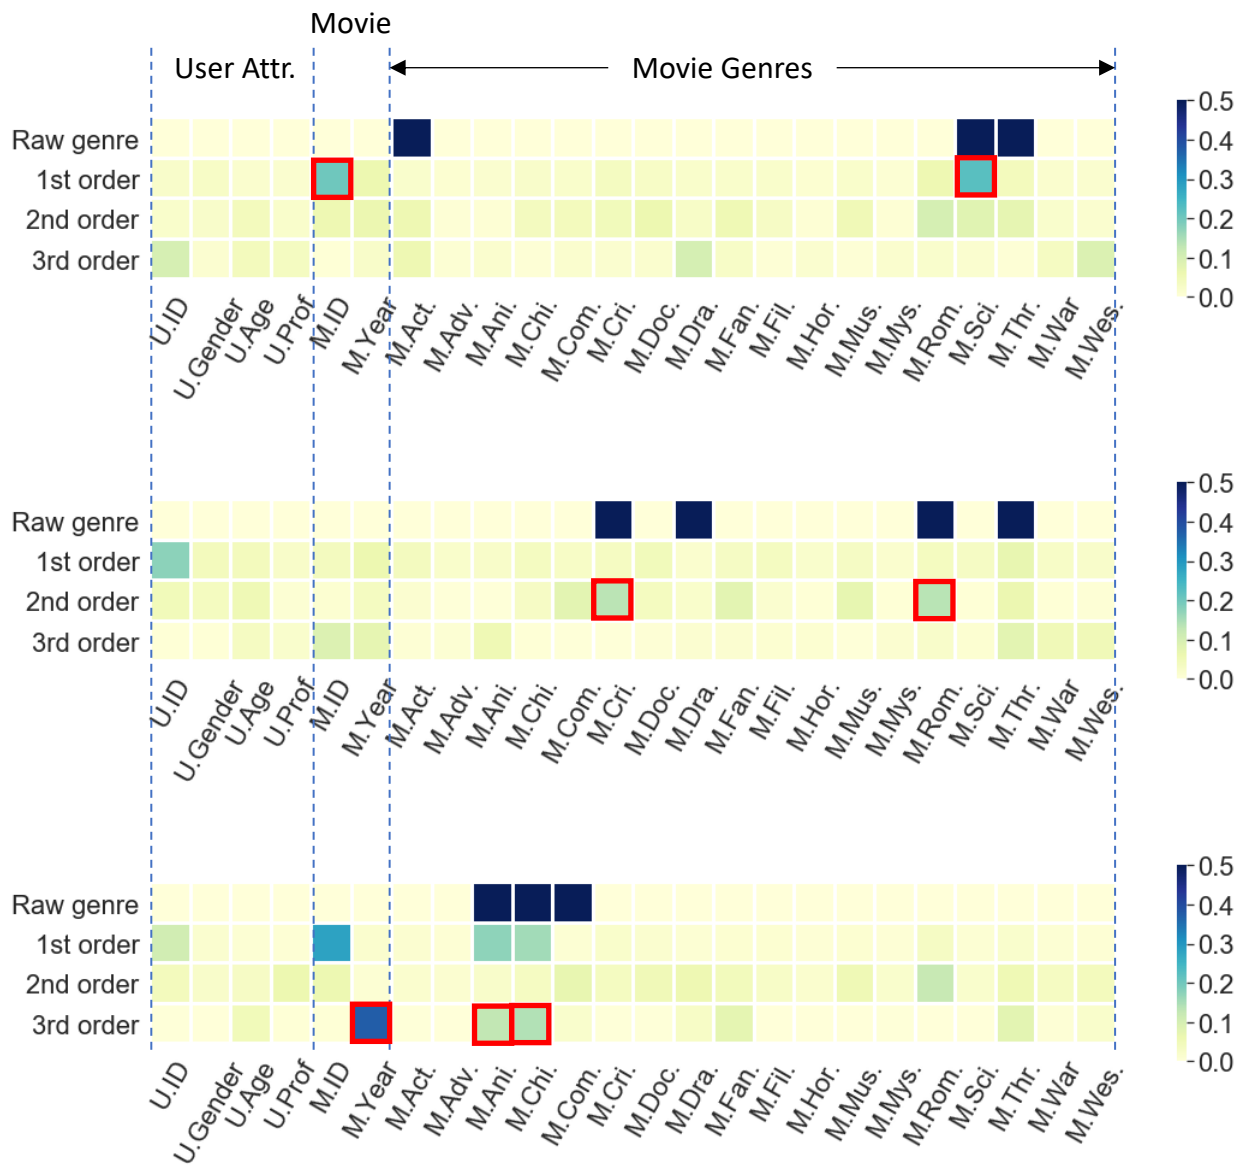 Movie
User Attr.
Movie Genres
Raw genre
1st order
2nd order
3rd order
0.5
0.4
0.3
0.2
0.1
0.0
U.ID
U.Gender
U.Age
U.Prof
M.ID
M.Year
M.Act.
M.Adv.
M.Ani.
M.Chi.
M.Com.
M.Cri.
M.Doc.
M.Dra.
M.Fan.
M.Fil.
M.Hor.
M.Mus.
M.Mys.
M.Rom.
M.Sci.
M.Thr.
M.War
M.Wes.
Raw genre
1st order
2nd order
3rd order
0.5
0.4
0.3
0.2
0.1
0.0
U.ID
U.Gender
U.Age
U.Prof
M.ID
M.Year
M.Act.
M.Adv.
M.Ani.
M.Chi.
M.Com.
M.Cri.
M.Doc.
M.Dra.
M.Fan.
M.Fil.
M.Hor.
M.Mus.
M.Mys.
M.Rom.
M.Sci.
M.Thr.
M.War
M.Wes.
Raw genre
1st order
2nd order
3rd order
0.5
0.4
0.3
0.2
0.1
0.0
U.ID
U.Gender
U.Age
U.Prof
M.ID
M.Year
M.Act.
M.Adv.
M.Ani.
M.Chi.
M.Com.
M.Cri.
M.Doc.
M.Dra.
M.Fan.
M.Fil.
M.Hor.
M.Mus.
M.Mys.
M.Rom.
M.Sci.
M.Thr.
M.War
M.Wes.